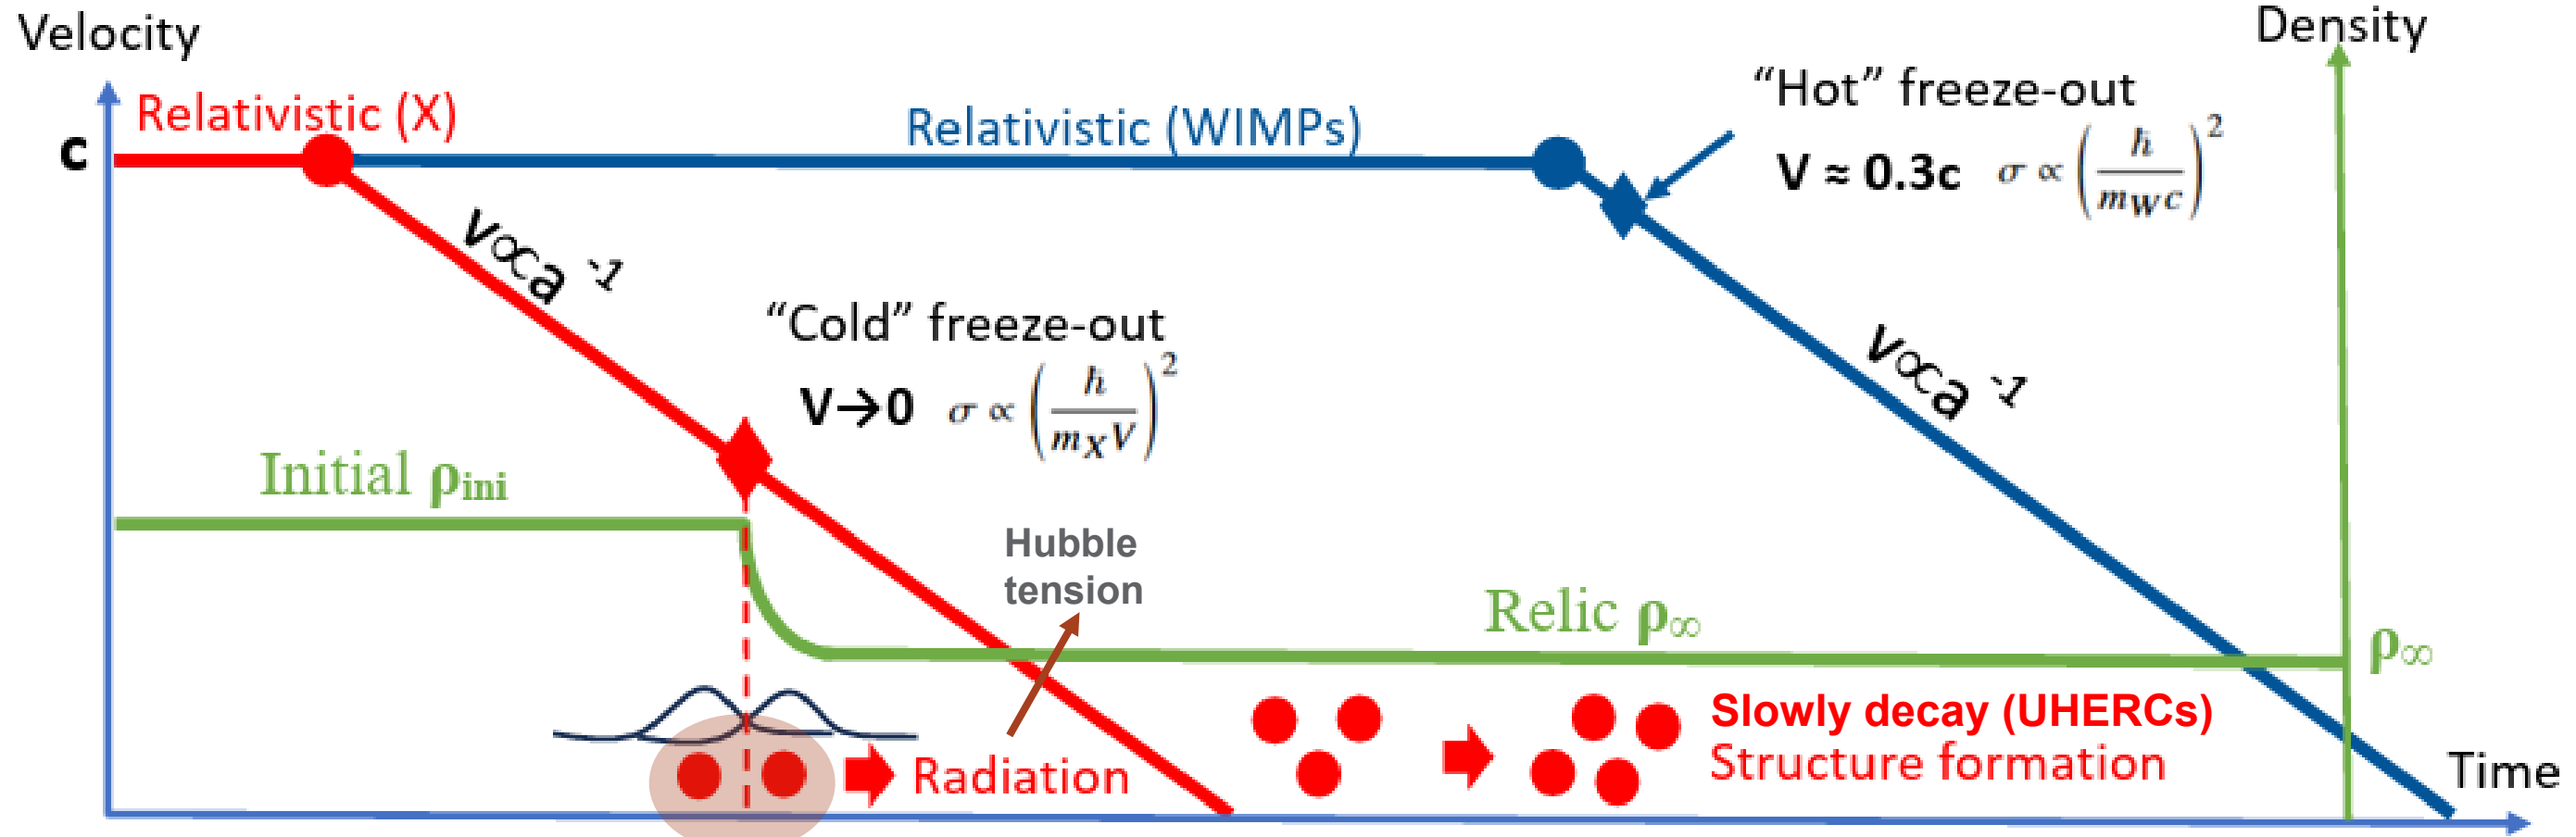 Velocity
Density
Relativistic (X)
Relativistic (WIMPs)
"Hot" freeze-out
c
V ≈ 0.3c σ ∝ (ħ / m_W c)²
V∝a⁻¹
"Cold" freeze-out
V→0 σ ∝ (ħ / m_X V)²
V∝a⁻¹
Initial ρ_ini
Hubble
tension
Relic ρ_∞
ρ_∞
Radiation
Slowly decay (UHERCs)
Structure formation
Time